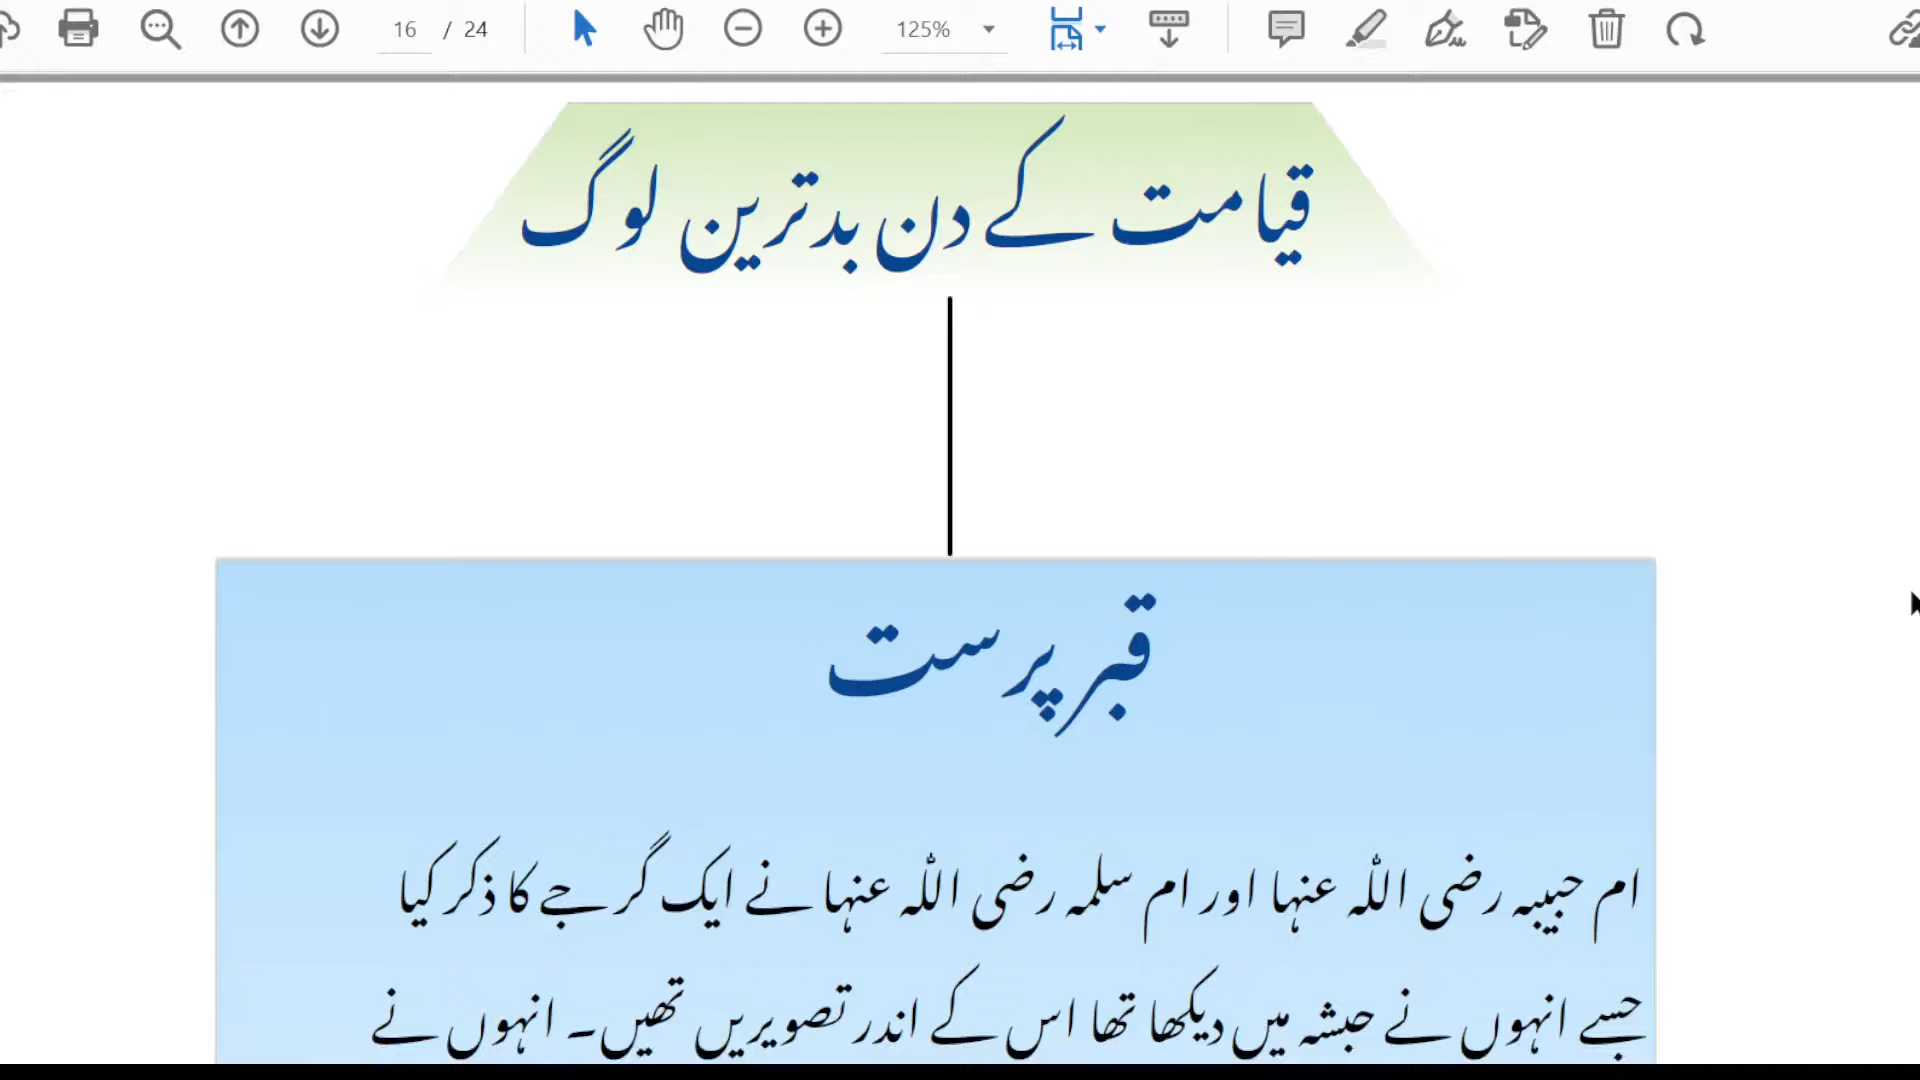 16 / 24 125%
قیامت کے دن بدترین لوگ
قبر پرست
ام حبیبہ رضی اللہ عنہا اور ام سلمہ رضی اللہ عنہا نے ایک گرجے کا ذکر کیا
جسے انہوں نے حبشہ میں دیکھا تھا اس کے اندر تصویریں تھیں۔ انہوں نے